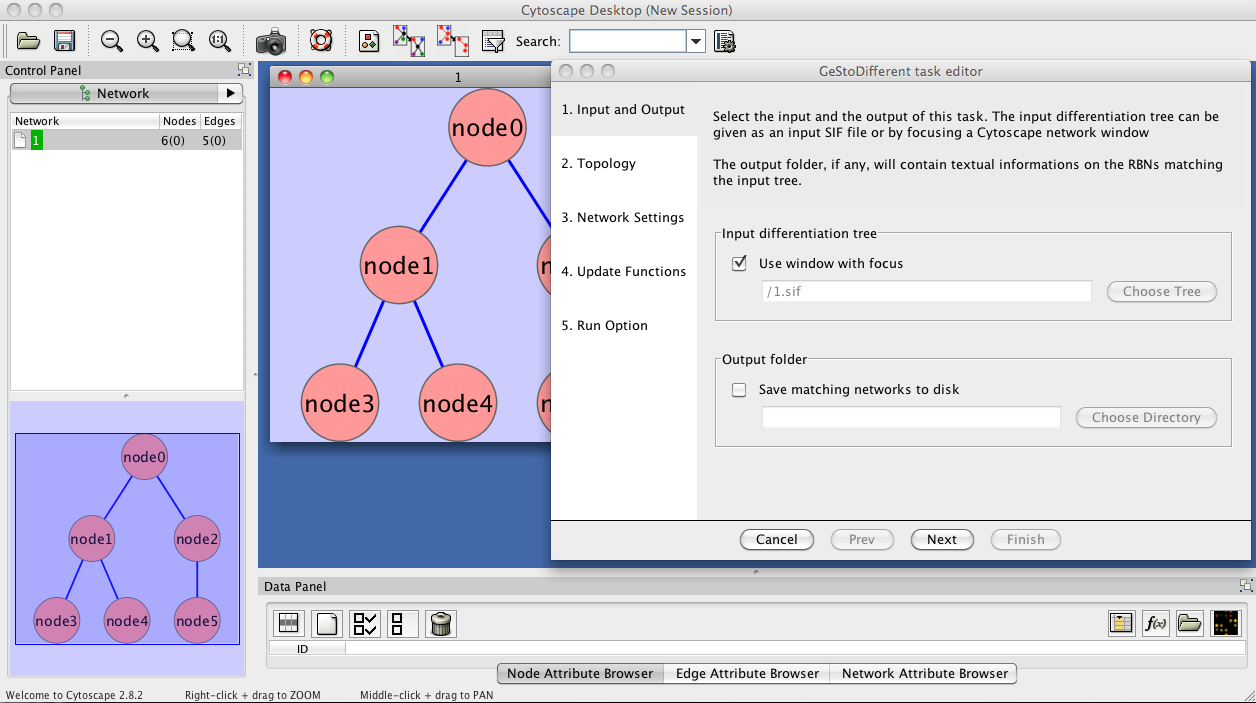 Cytoscape Desktop (New Session)
Search:
Control Panel
Network
Network Nodes Edges
1 6(0) 5(0)
node0
node1 node2
node3 node4 node5
1
node0
node1 n
node3 node4 n
GeStoDifferent task editor
1. Input and Output
2. Topology
3. Network Settings
4. Update Functions
5. Run Option
Select the input and the output of this task. The input differentiation tree can be
given as an input SIF file or by focusing a Cytoscape network window
The output folder, if any, will contain textual informations on the RBNs matching
the input tree.
Input differentiation tree
Use window with focus
/1.sif Choose Tree
Output folder
Save matching networks to disk
Choose Directory
Cancel Prev Next Finish
Data Panel
f(x)
ID
Node Attribute Browser Edge Attribute Browser Network Attribute Browser
Welcome to Cytoscape 2.8.2 Right-click + drag to ZOOM Middle-click + drag to PAN